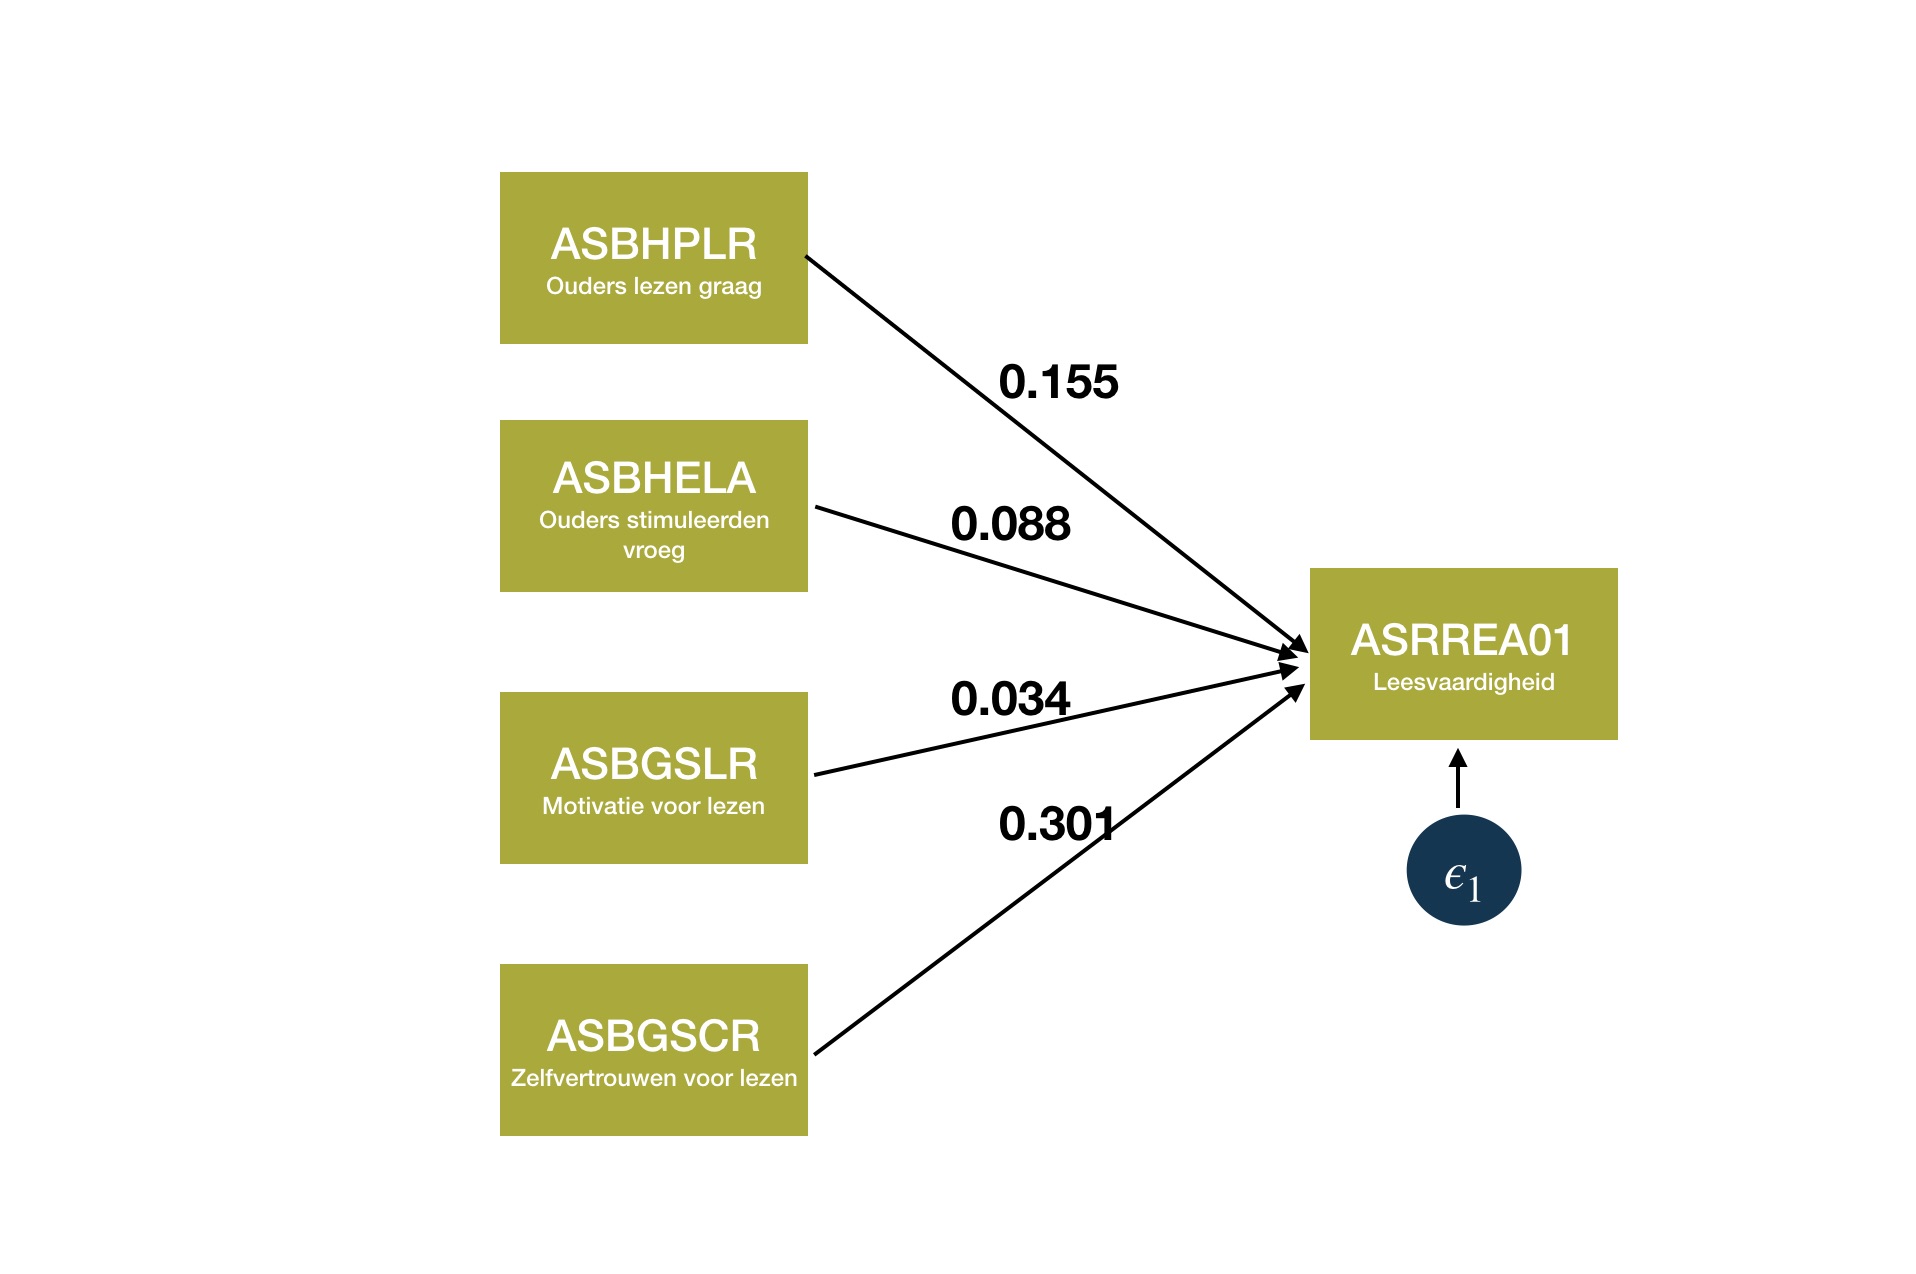 ASBHPLR
Ouders lezen graag
0.155
ASBHELA
Ouders stimuleerden
vroeg
0.088
ASRREA01
Leesvaardigheid
0.034
ASBGSLR
Motivatie voor lezen
0.301
ϵ1
ASBGSCR
Zelfvertrouwen voor lezen